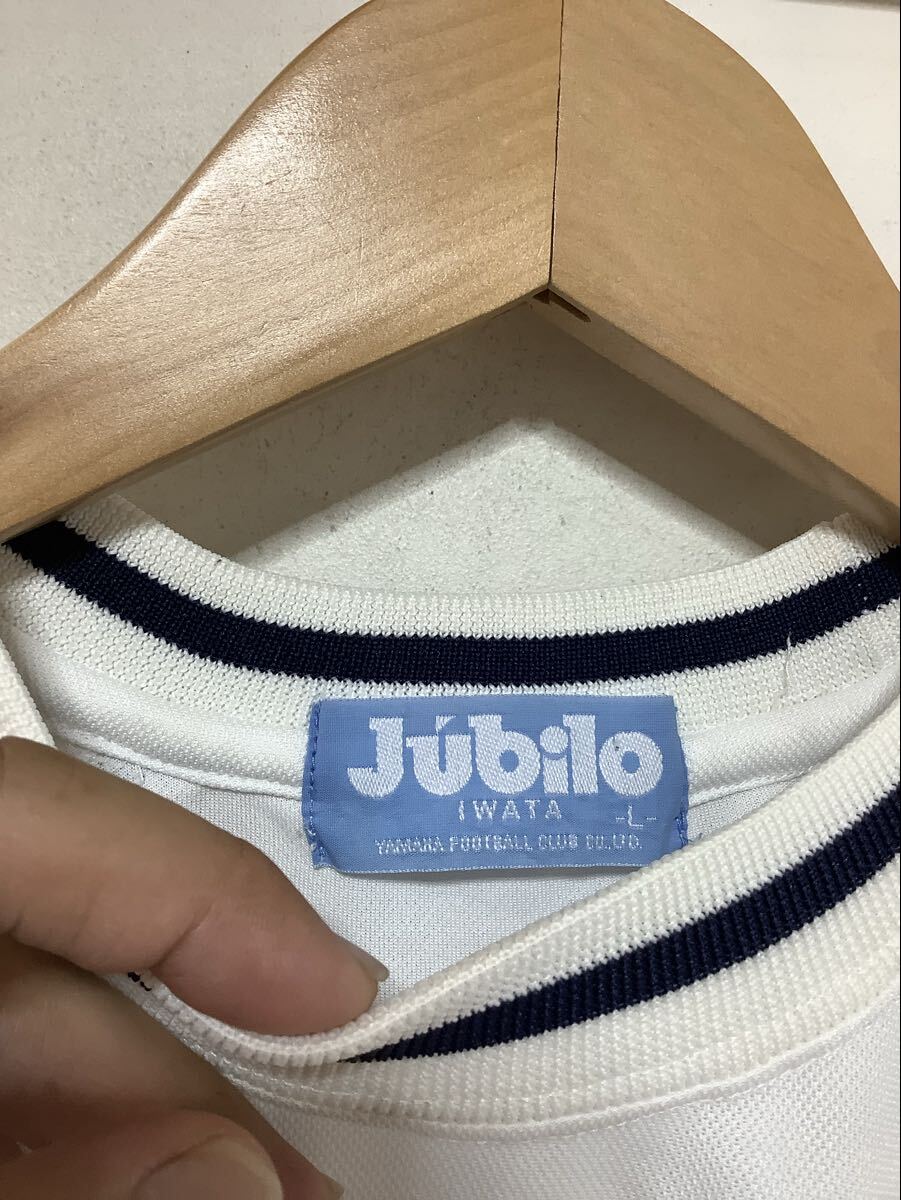 Júbilo
IWATA -L-
YAMAHA FOOTBALL CLUB CO., LTD.